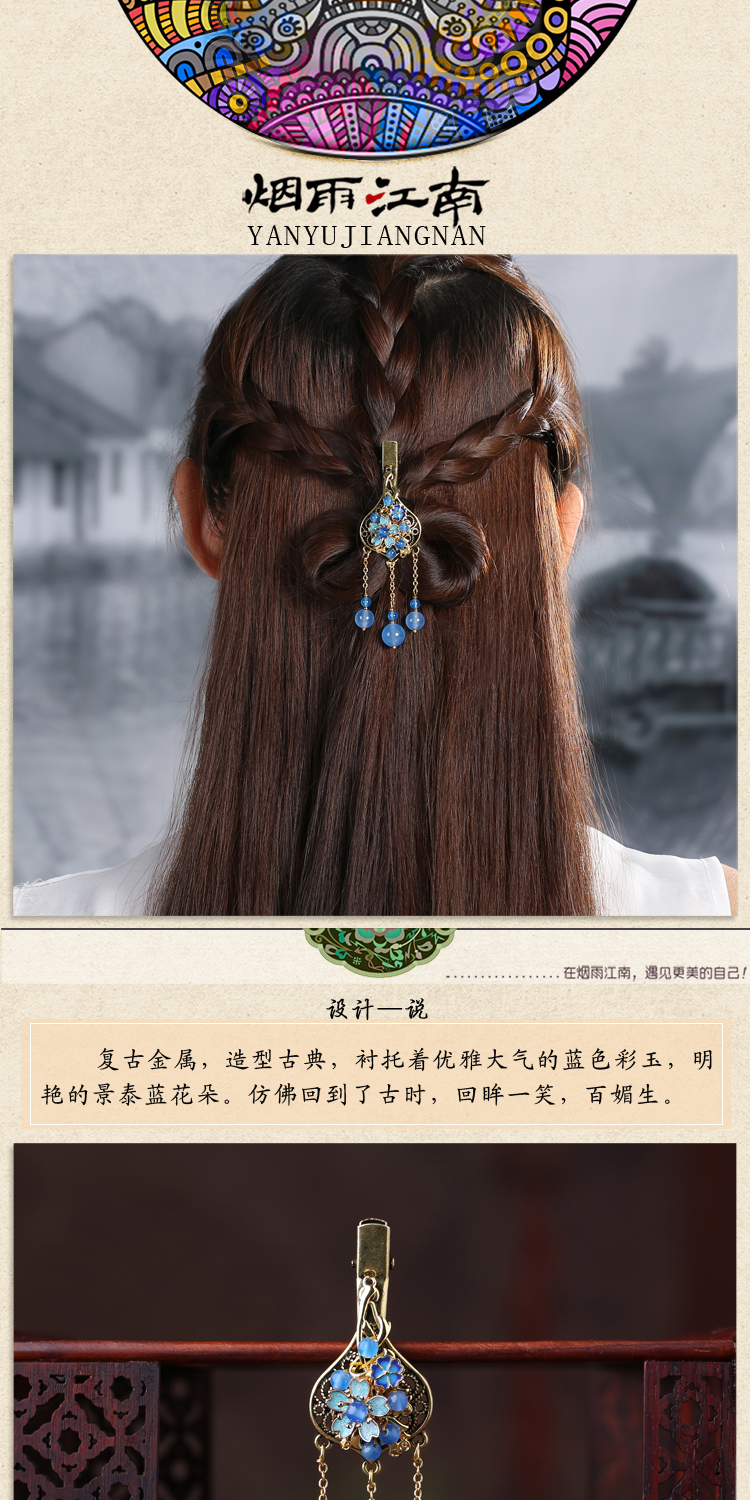 烟雨江南
YANYUJIANGNAN
..................在烟雨江南，遇见更美的自己！
设计一说
复古金属，造型古典，衬托着优雅大气的蓝色彩玉，明
艳的景泰蓝花朵。仿佛回到了古时，回眸一笑，百媚生。